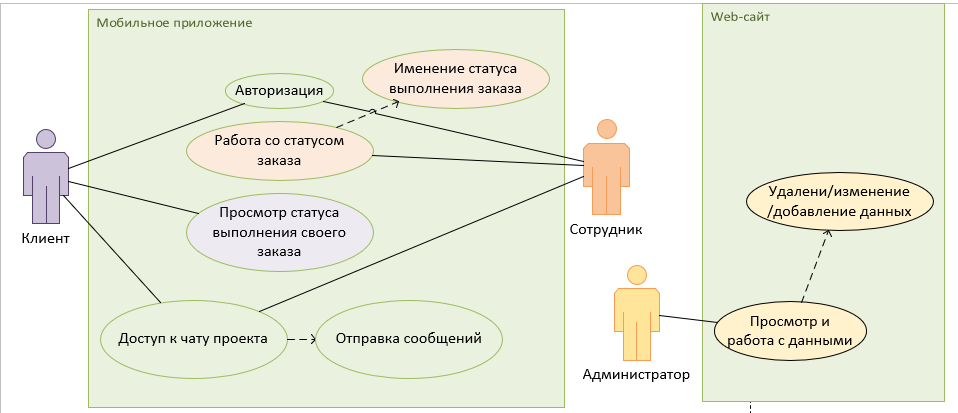 Мобильное приложение
Web-сайт
Именение статуса
выполнения заказа
Авторизация
Работа со статусом
заказа
Удалени/изменение
/добавление данных
Просмотр статуса
выполнения своего
заказа
Клиент
Сотрудник
Просмотр и
работа с данными
Доступ к чату проекта
Отправка сообщений
Администратор